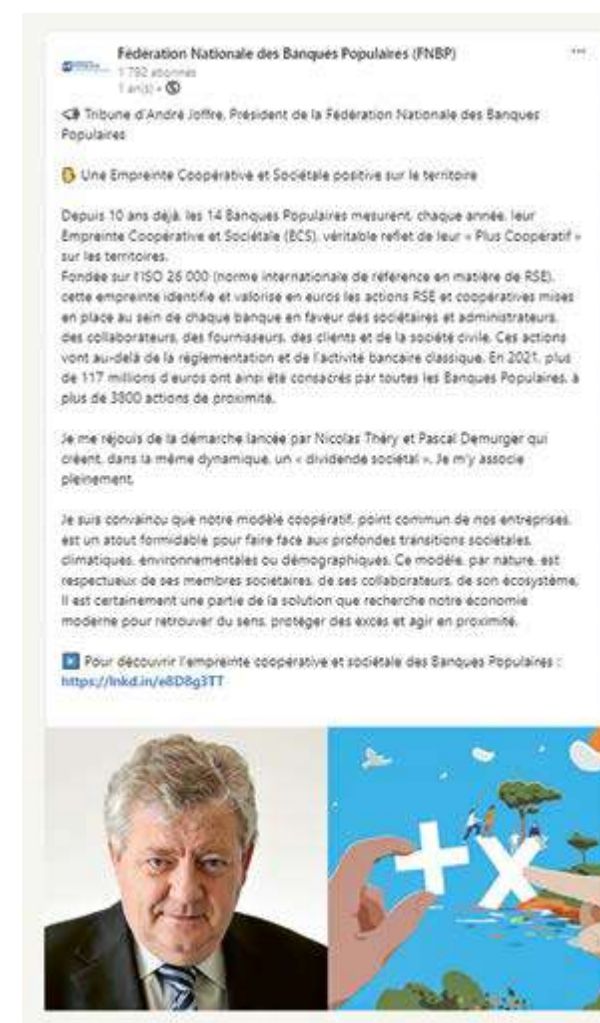 Fédération Nationale des Banques Populaires (FNBP)
1 792 abonnés
1 an(s) •
Tribune d'André Joffre, Président de la Fédération Nationale des Banques
Populaires
Une Empreinte Coopérative et Sociétale positive sur le territoire
Depuis 10 ans déjà, les 14 Banques Populaires mesurent, chaque année, leur
Empreinte Coopérative et Sociétale (ECS), véritable reflet de leur « Plus Coopératif »
sur les territoires.
Fondée sur l'ISO 26 000 (norme internationale de référence en matière de RSE),
cette empreinte identifie et valorise en euros les actions RSE et coopératives mises
en place au sein de chaque banque en faveur des sociétaires et administrateurs,
des collaborateurs, des fournisseurs, des clients et de la société civile. Ces actions
vont au-delà de la réglementation et de l'activité bancaire classique. En 2021, plus
de 117 millions d'euros ont ainsi été consacrés par toutes les Banques Populaires, à
plus de 3800 actions de proximité.
Je me réjouis de la démarche lancée par Nicolas Théry et Pascal Demurger qui
créent, dans la même dynamique, un « dividende sociétal ». Je m'y associe
pleinement.
Je suis convaincu que notre modèle coopératif, point commun de nos entreprises,
est un atout formidable pour faire face aux profondes transitions sociétales,
climatiques, environnementales ou démographiques. Ce modèle, par nature, est
respectueux de ses membres sociétaires, de ses collaborateurs, de son écosystème.
Il est certainement une partie de la solution que recherche notre économie
moderne pour retrouver du sens, protéger des excès et agir en proximité.
Pour découvrir l'empreinte coopérative et sociétale des Banques Populaires :
https://lnkd.in/e8D8g3TT